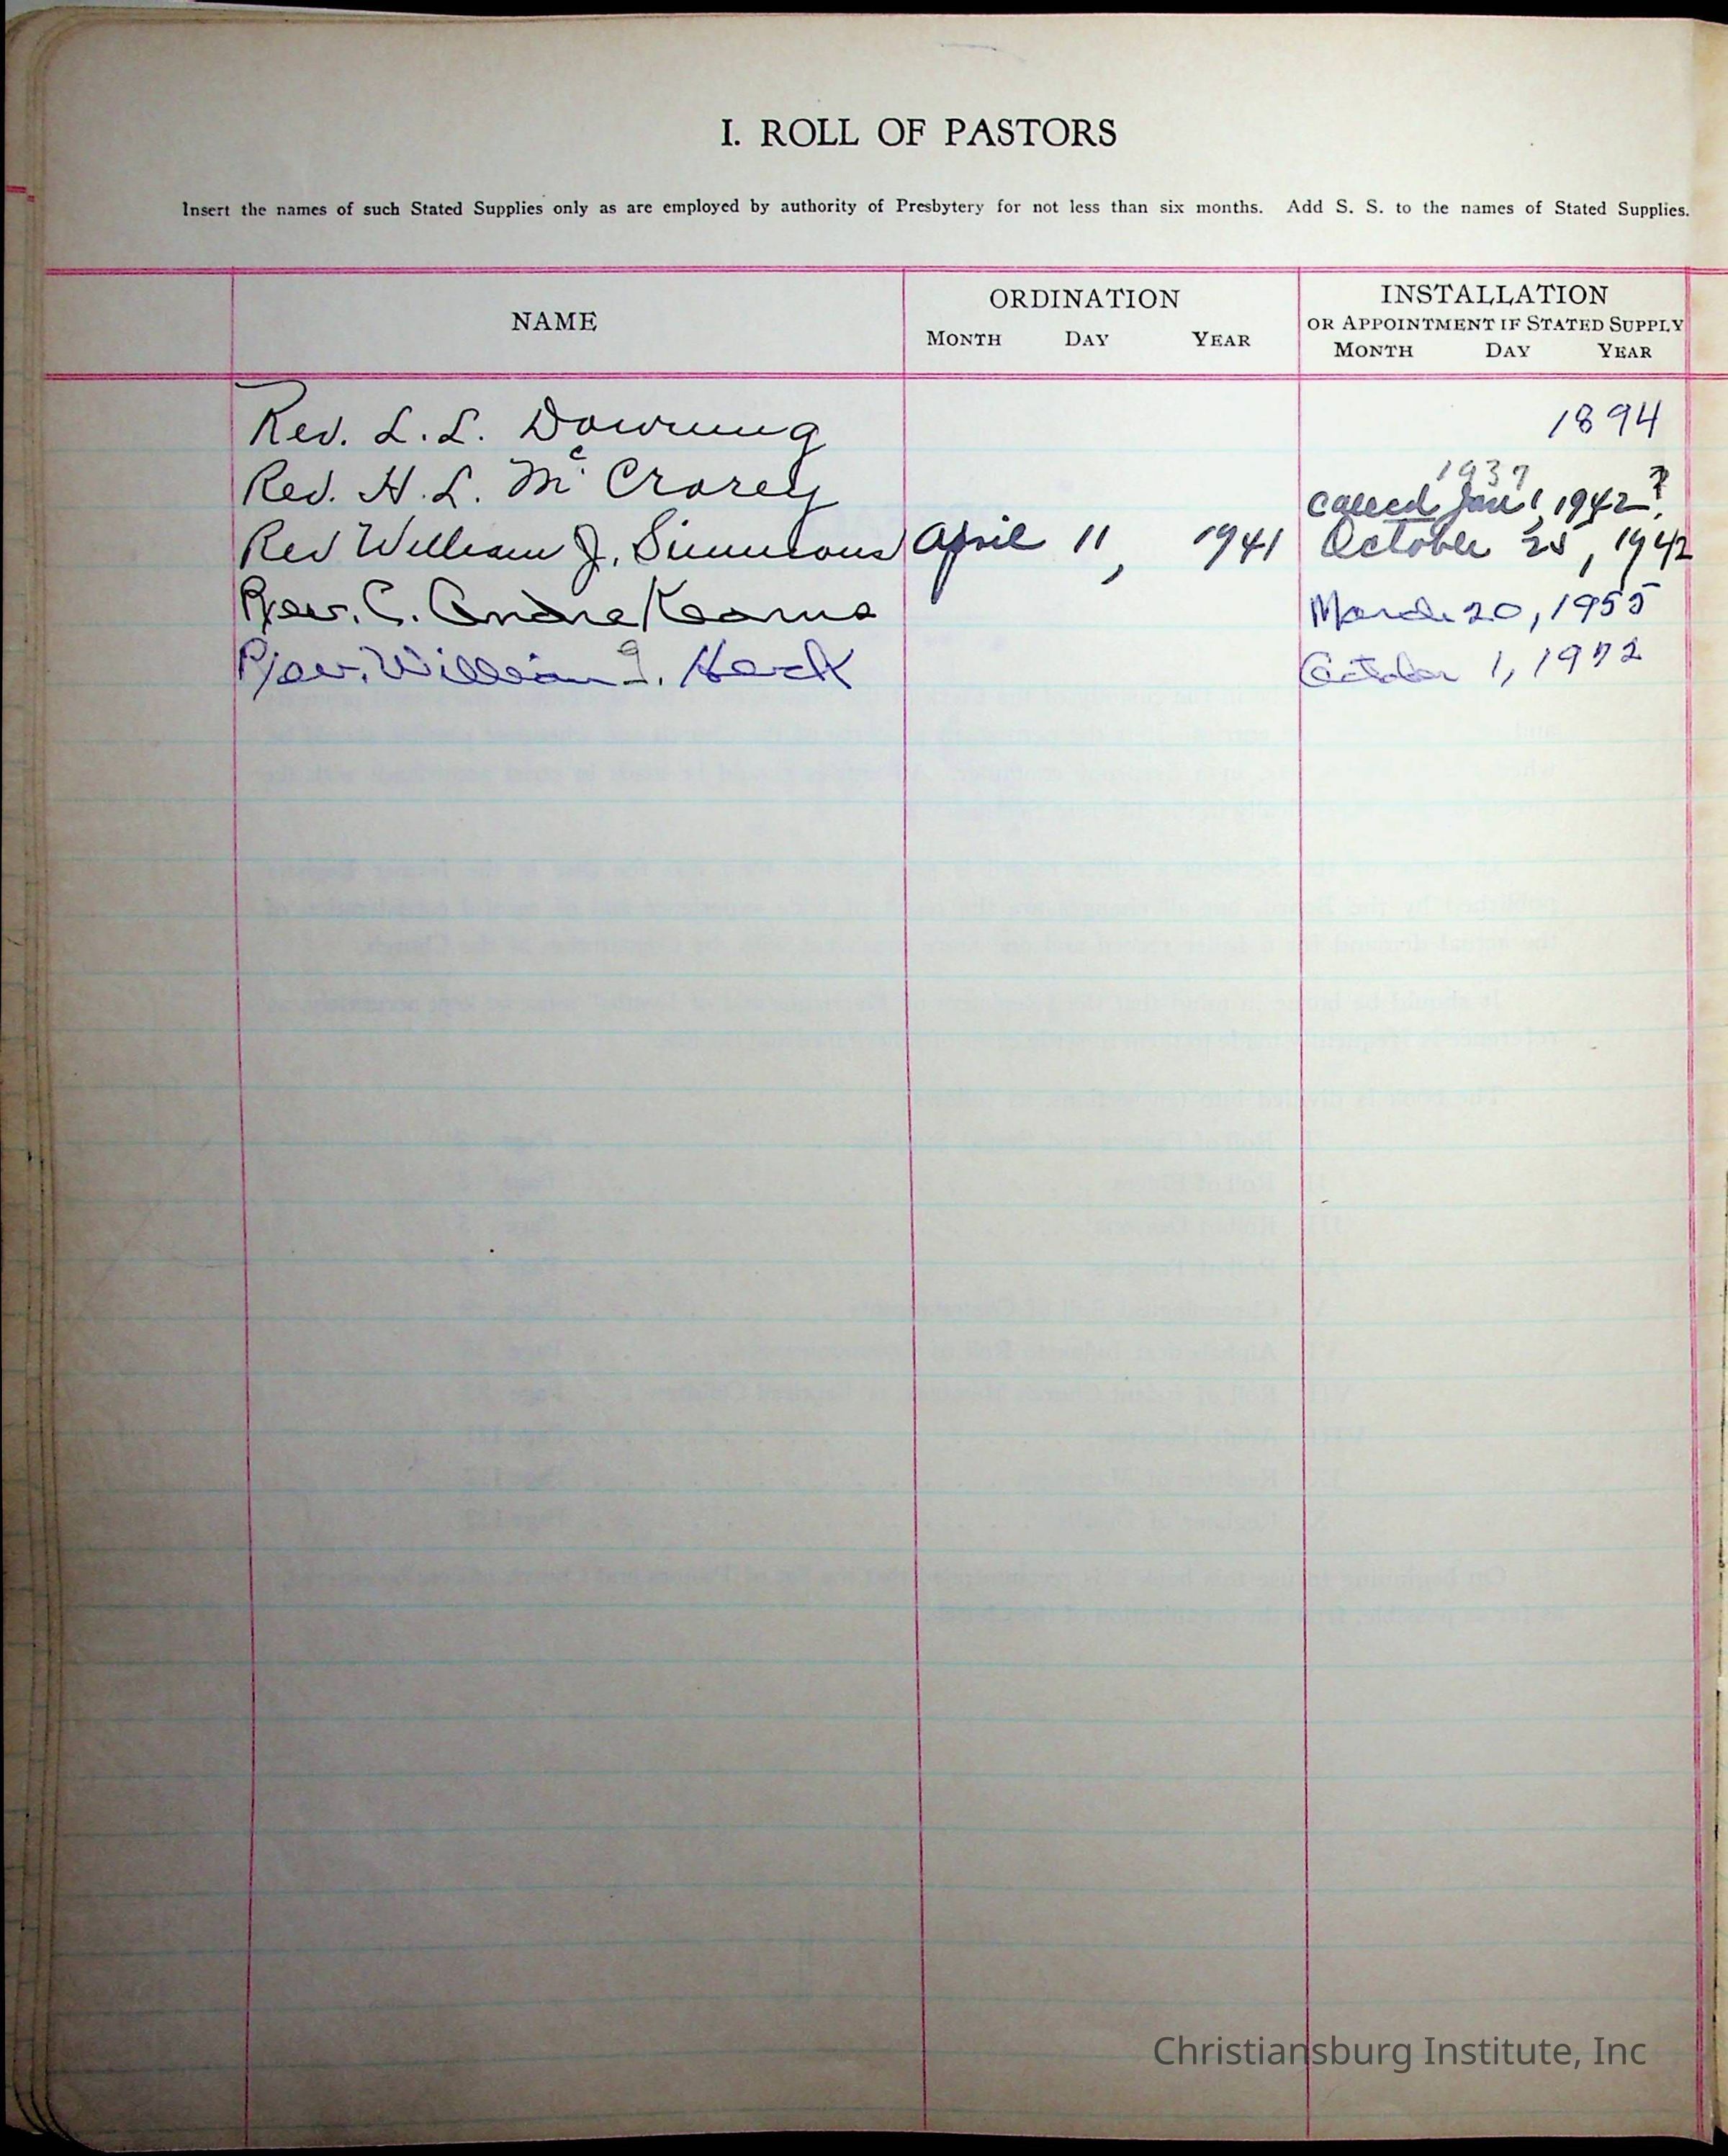 I. ROLL OF PASTORS
Insert the names of such Stated Supplies only as are employed by authority of Presbytery for not less than six months. Add S. S. to the names of Stated Supplies.
NAME ORDINATION INSTALLATION
OR APPOINTMENT IF STATED SUPPLY
MONTH DAY YEAR MONTH DAY YEAR
Rev. L. L. Downing 1894
1937
Rev. H. L. McCrorey called Jan 1, 1942?
Rev William J. Simmons April 11, 1941 October 25, 1942
Rev. C. Andre Kearns March 20, 1955
Rev. William J. Heck October 1, 1972
Christiansburg Institute, Inc